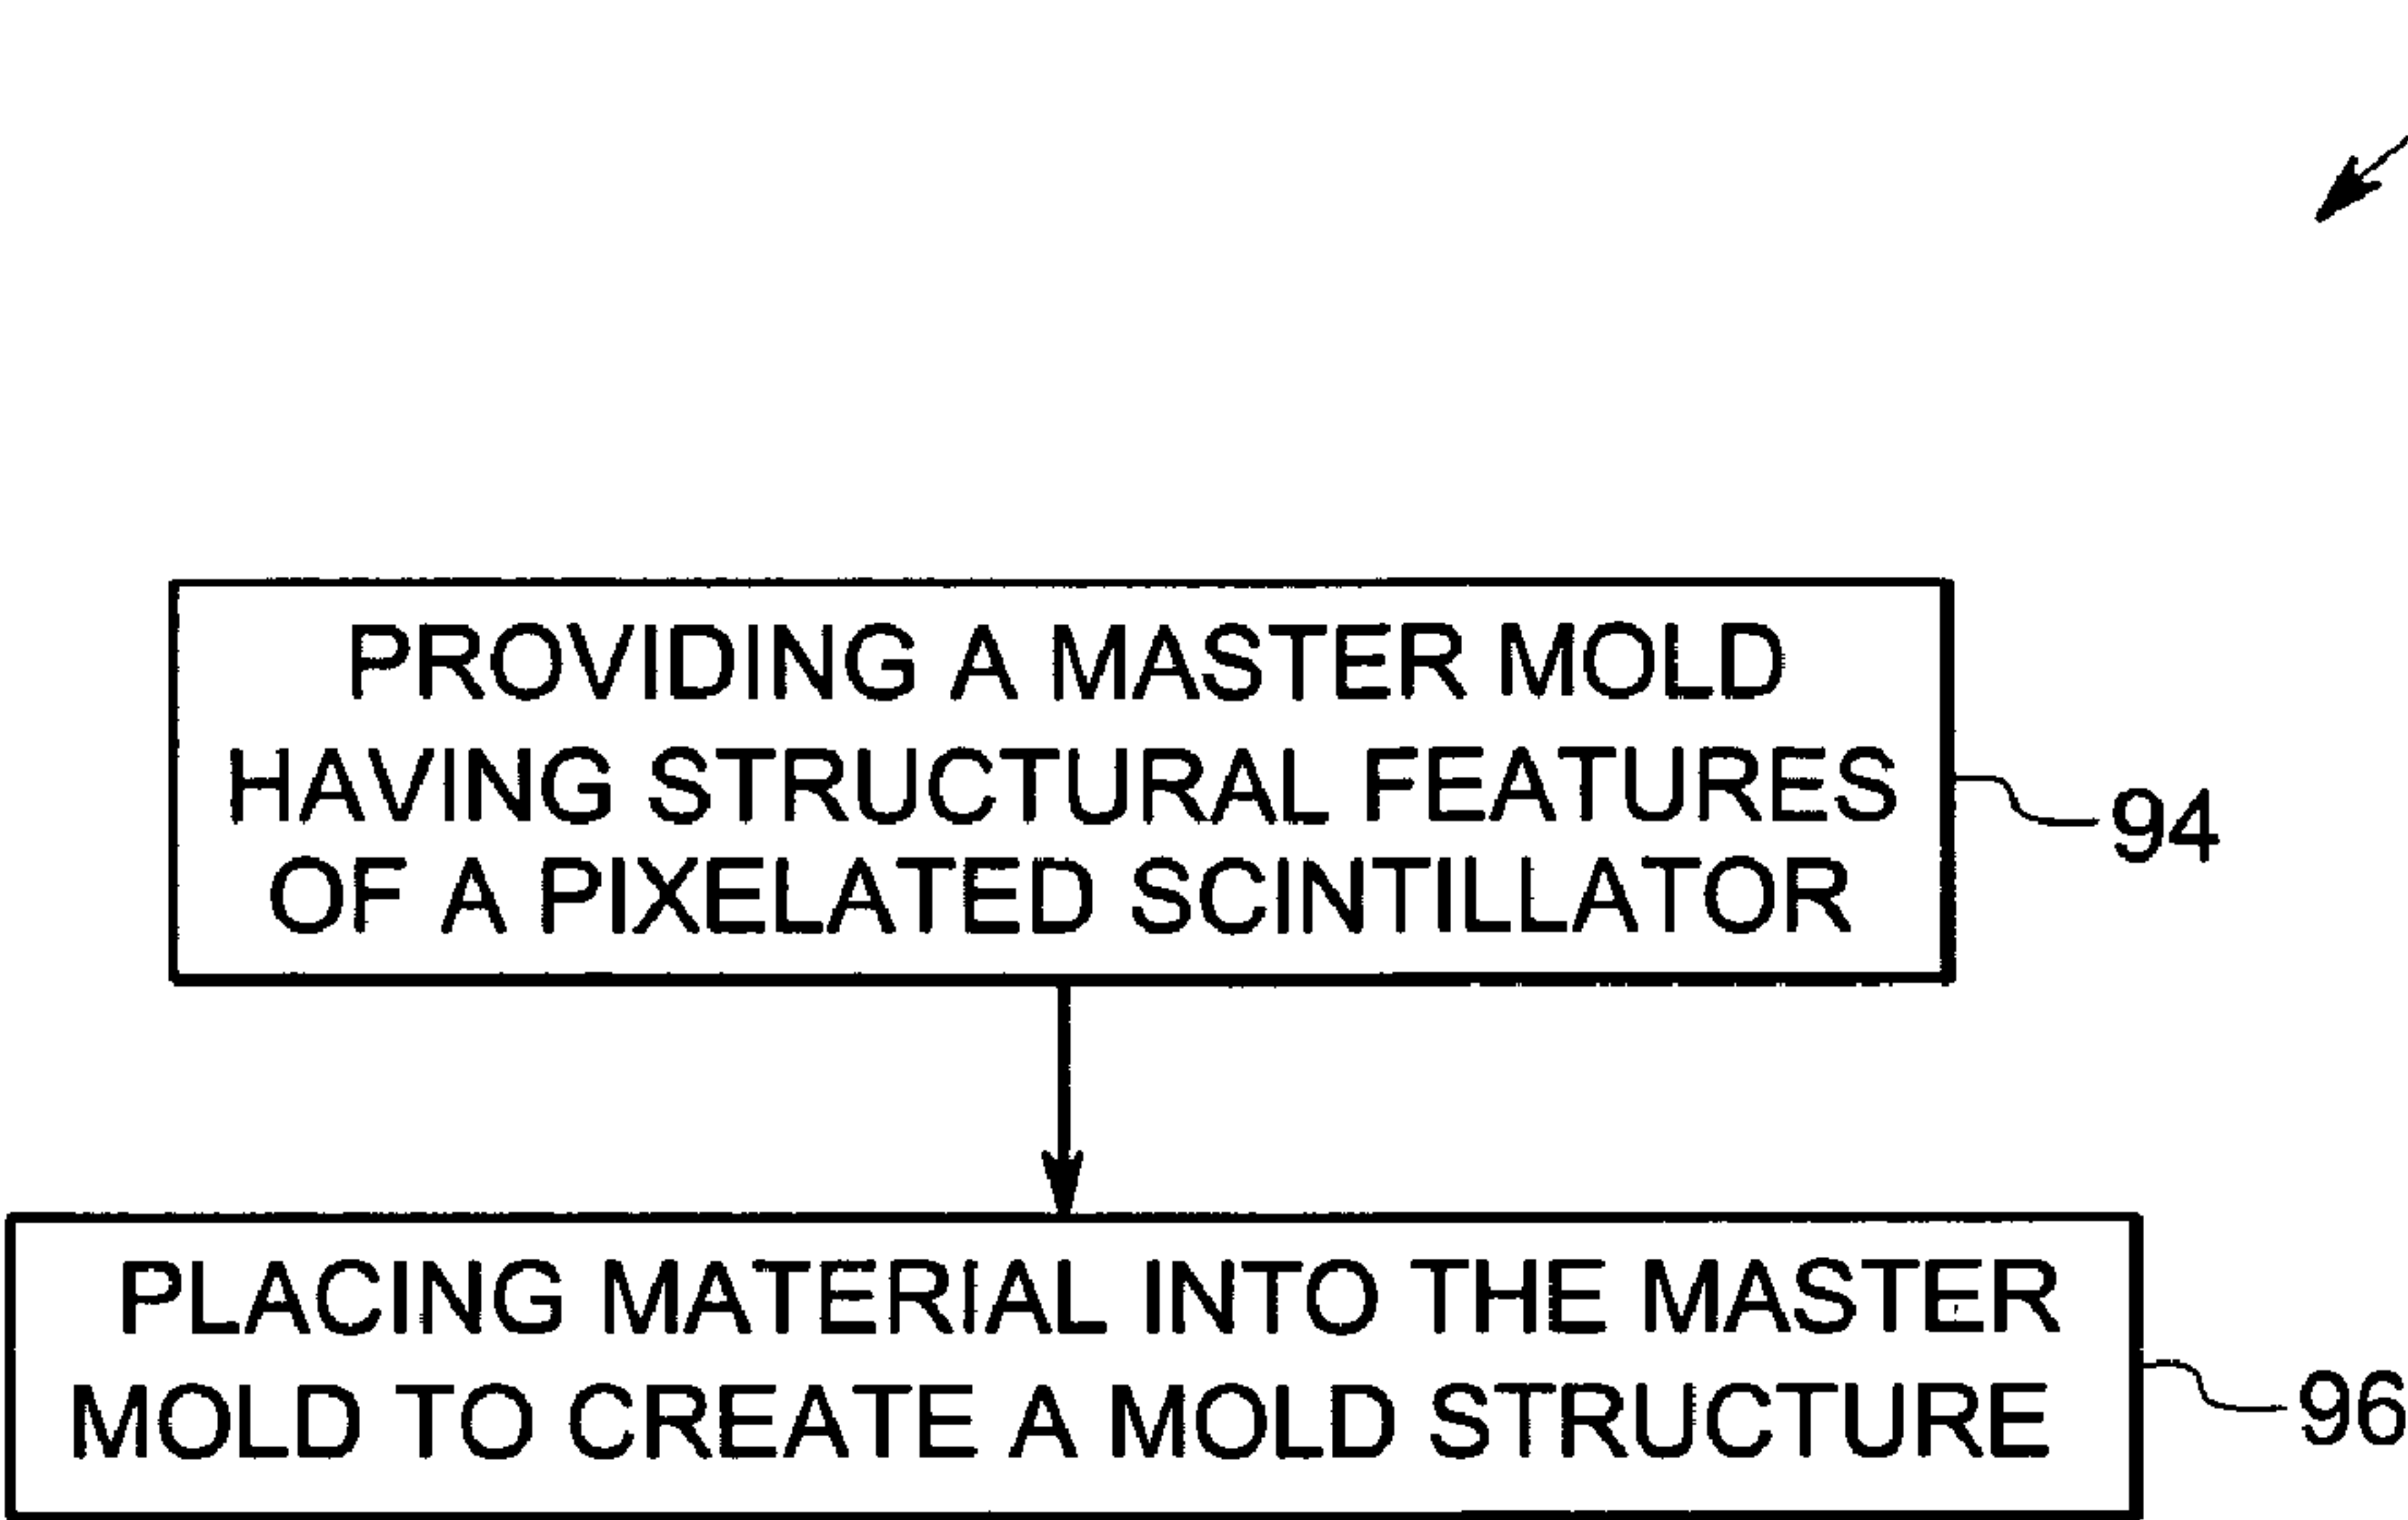 PROVIDING A MASTER MOLD
HAVING STRUCTURAL FEATURES
OF A PIXELATED SCINTILLATOR
94
PLACING MATERIAL INTO THE MASTER
MOLD TO CREATE A MOLD STRUCTURE
96